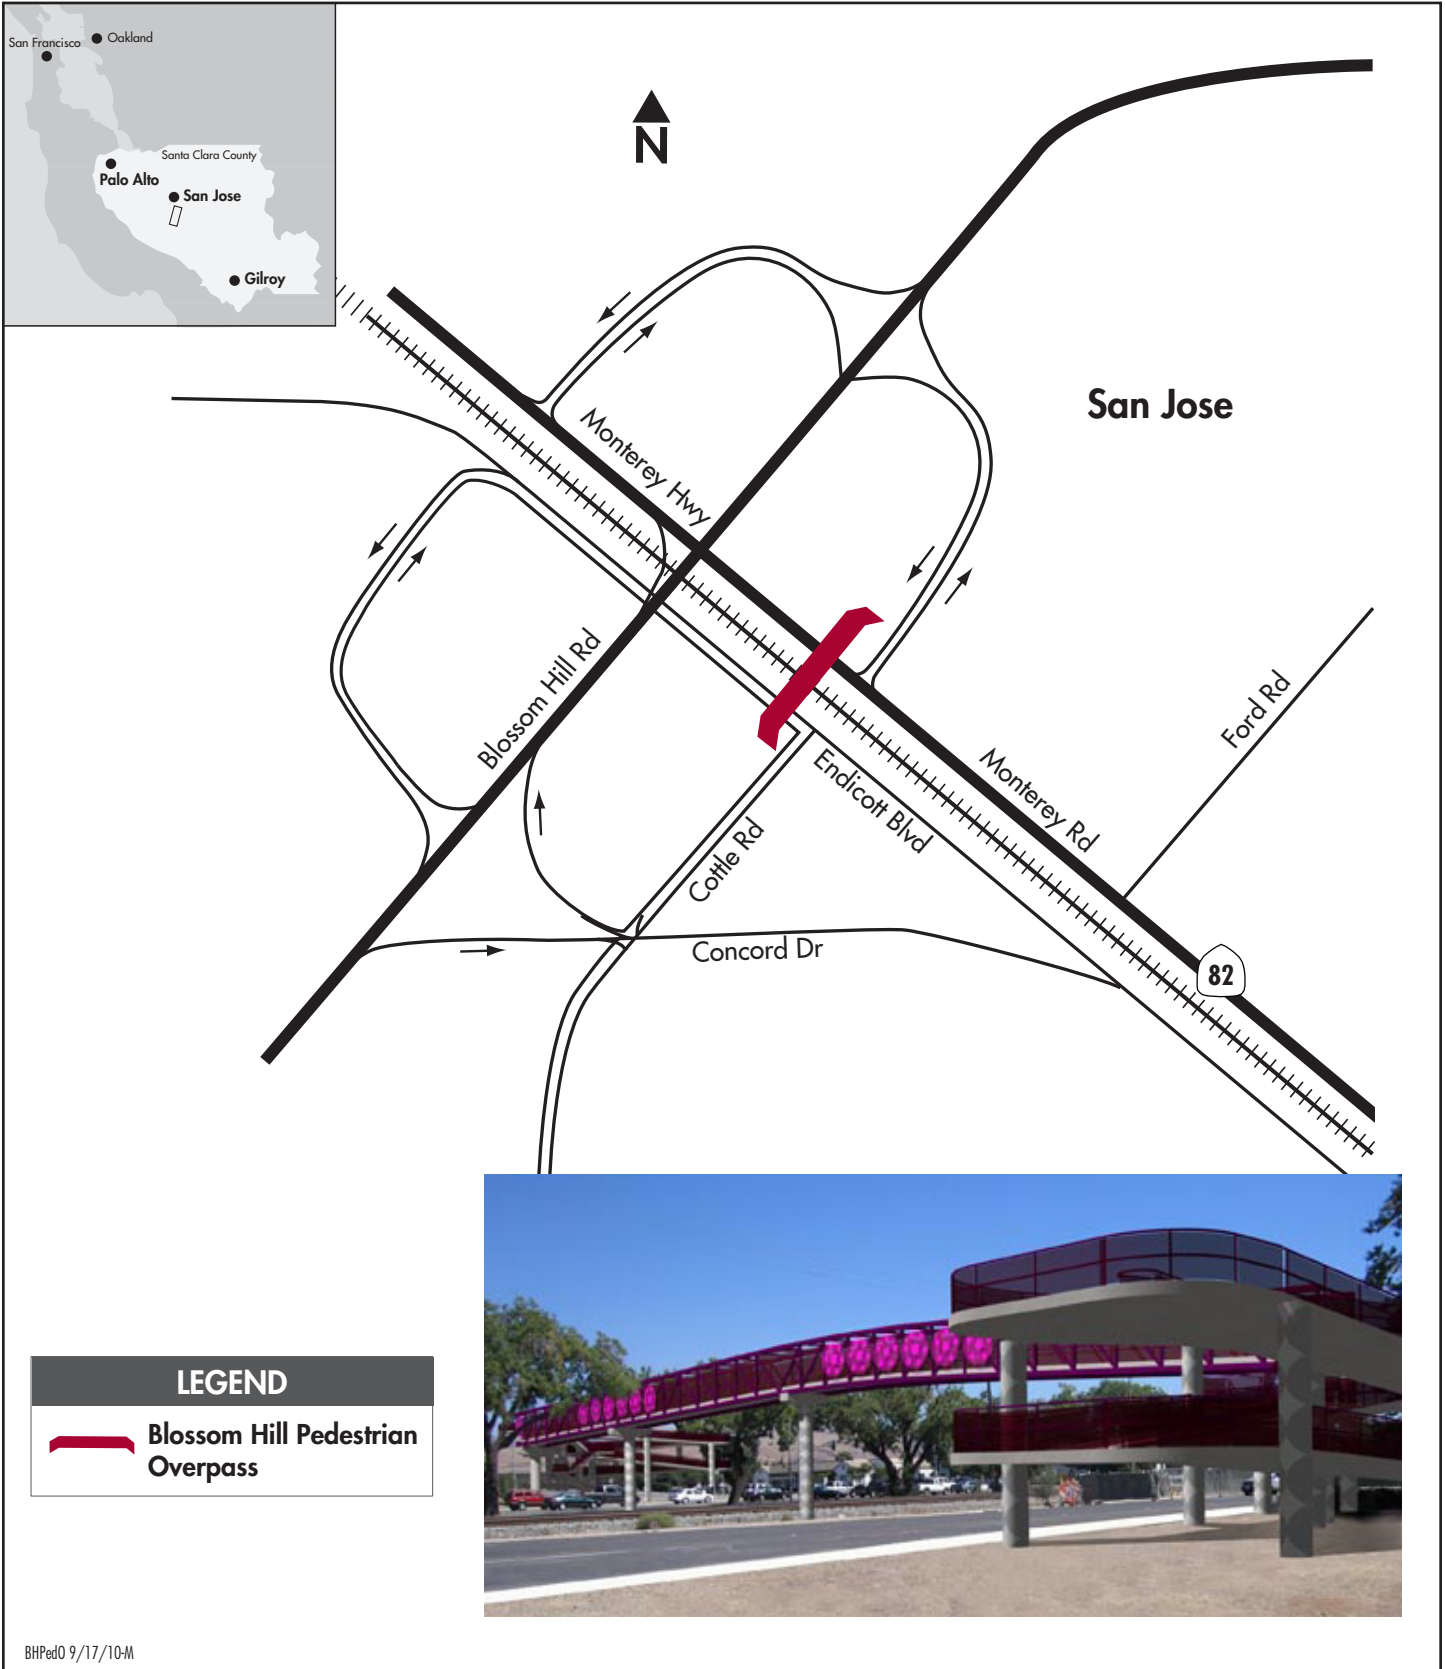 San Francisco
Oakland
Santa Clara County
Palo Alto
San Jose
Gilroy
N
San Jose
Monterey Hwy
Blossom Hill Rd
Ford Rd
Monterey Rd
Endicott Blvd
Cottle Rd
Concord Dr
82
LEGEND
Blossom Hill Pedestrian
Overpass
BHPedO 9/17/10-M